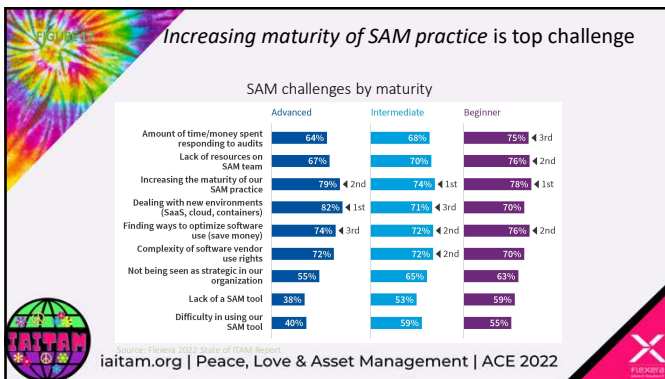 FIGURE 12
Increasing maturity of SAM practice is top challenge
SAM challenges by maturity
Advanced Intermediate Beginner
Amount of time/money spent
responding to audits
64% 68% 75% 3rd
Lack of resources on
SAM team
67% 70% 76% 2nd
Increasing the maturity of our
SAM practice
79% 2nd 74% 1st 78% 1st
Dealing with new environments
(SaaS, cloud, containers)
82% 1st 71% 3rd 70%
Finding ways to optimize software
use (save money)
74% 3rd 72% 2nd 76% 2nd
Complexity of software vendor
use rights
72% 72% 2nd 70%
Not being seen as strategic in our
organization
55% 65% 63%
Lack of a SAM tool
38% 53% 59%
Difficulty in using our
SAM tool
40% 59% 55%
Source: Flexera 2022 State of ITAM Report
IAITAM
iaitam.org | Peace, Love & Asset Management | ACE 2022
FLEXERA